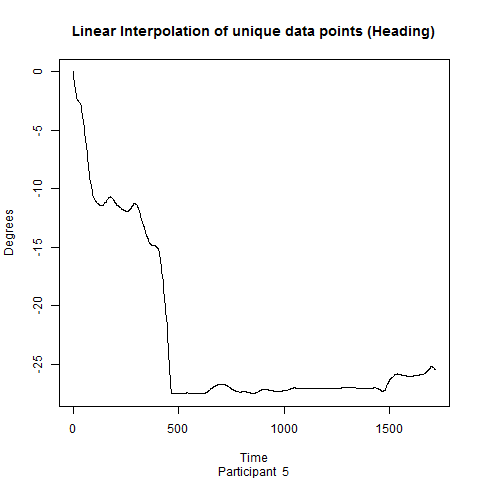 Linear Interpolation of unique data points (Heading)
Degrees
0
-5
-10
-15
-20
-25
0
500
1000
1500
Time
Participant 5